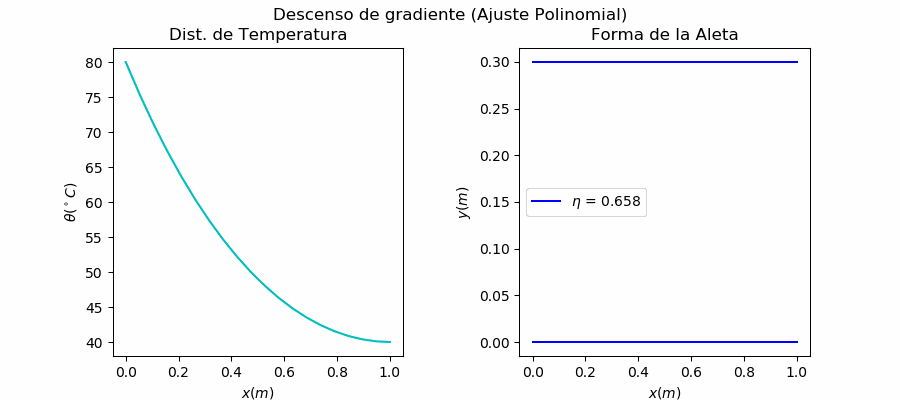 Descenso de gradiente (Ajuste Polinomial)
Dist. de Temperatura
80
75
70
65
60
55
50
45
40
θ(°C)
0.0 0.2 0.4 0.6 0.8 1.0
x(m)
Forma de la Aleta
0.30
0.25
0.20
0.15
0.10
0.05
0.00
y(m)
η = 0.658
0.0 0.2 0.4 0.6 0.8 1.0
x(m)